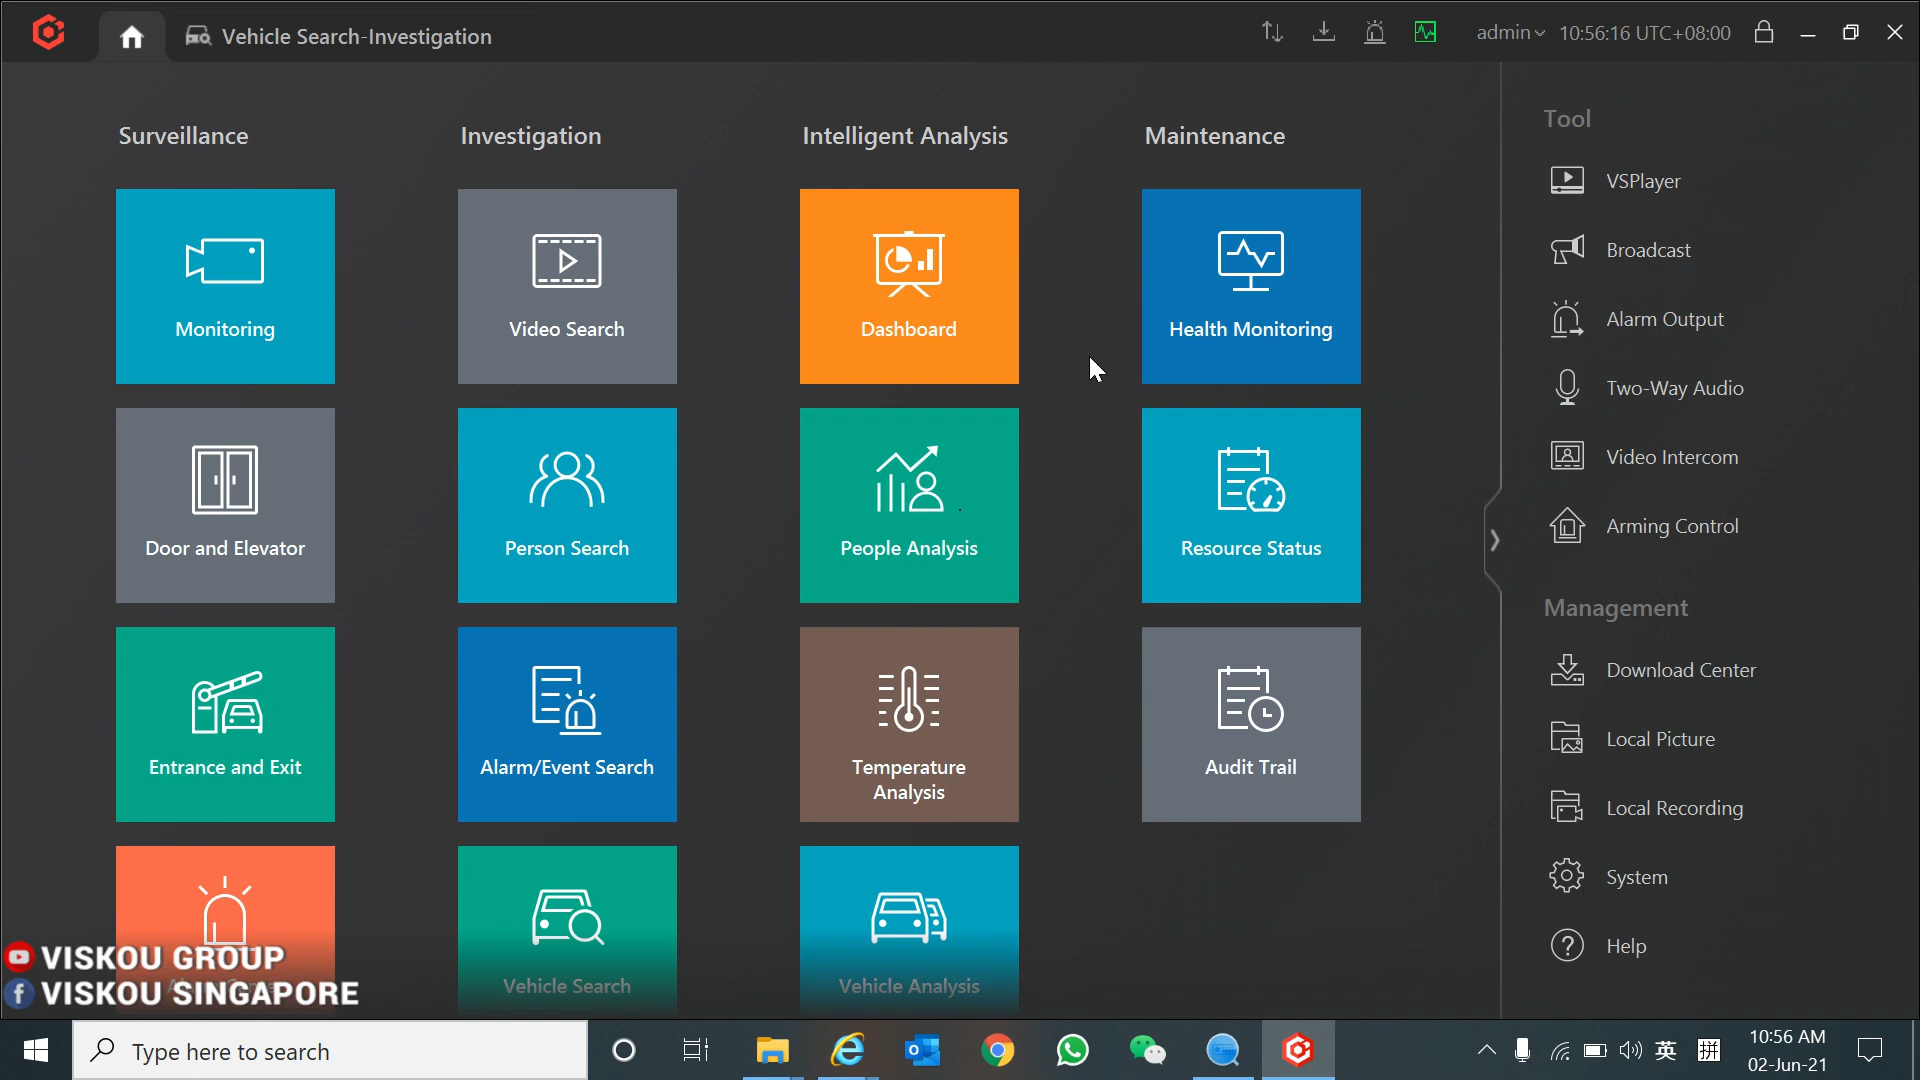 Vehicle Search-Investigation
admin
10:56:16 UTC+08:00
Surveillance
Investigation
Intelligent Analysis
Maintenance
Monitoring
Video Search
Dashboard
Health Monitoring
Door and Elevator
Person Search
People Analysis
Resource Status
Entrance and Exit
Alarm/Event Search
Temperature
Analysis
Audit Trail
Vehicle Search
Vehicle Analysis
VISKOU GROUP
VISKOU SINGAPORE
Tool
VSPlayer
Broadcast
Alarm Output
Two-Way Audio
Video Intercom
Arming Control
Management
Download Center
Local Picture
Local Recording
System
Help
Type here to search
英
拼
10:56 AM
02-Jun-21